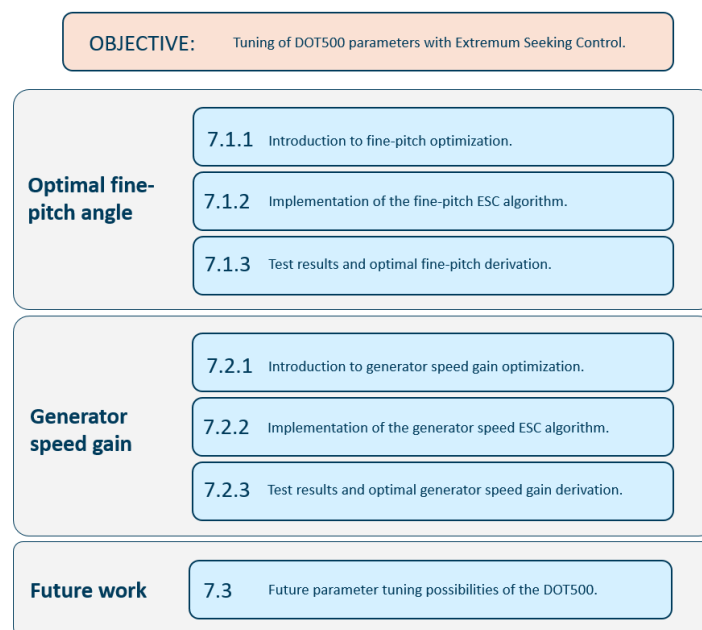 OBJECTIVE: Tuning of DOT500 parameters with Extremum Seeking Control.
Optimal fine-
pitch angle
7.1.1 Introduction to fine-pitch optimization.
7.1.2 Implementation of the fine-pitch ESC algorithm.
7.1.3 Test results and optimal fine-pitch derivation.
Generator
speed gain
7.2.1 Introduction to generator speed gain optimization.
7.2.2 Implementation of the generator speed ESC algorithm.
7.2.3 Test results and optimal generator speed gain derivation.
Future work
7.3 Future parameter tuning possibilities of the DOT500.